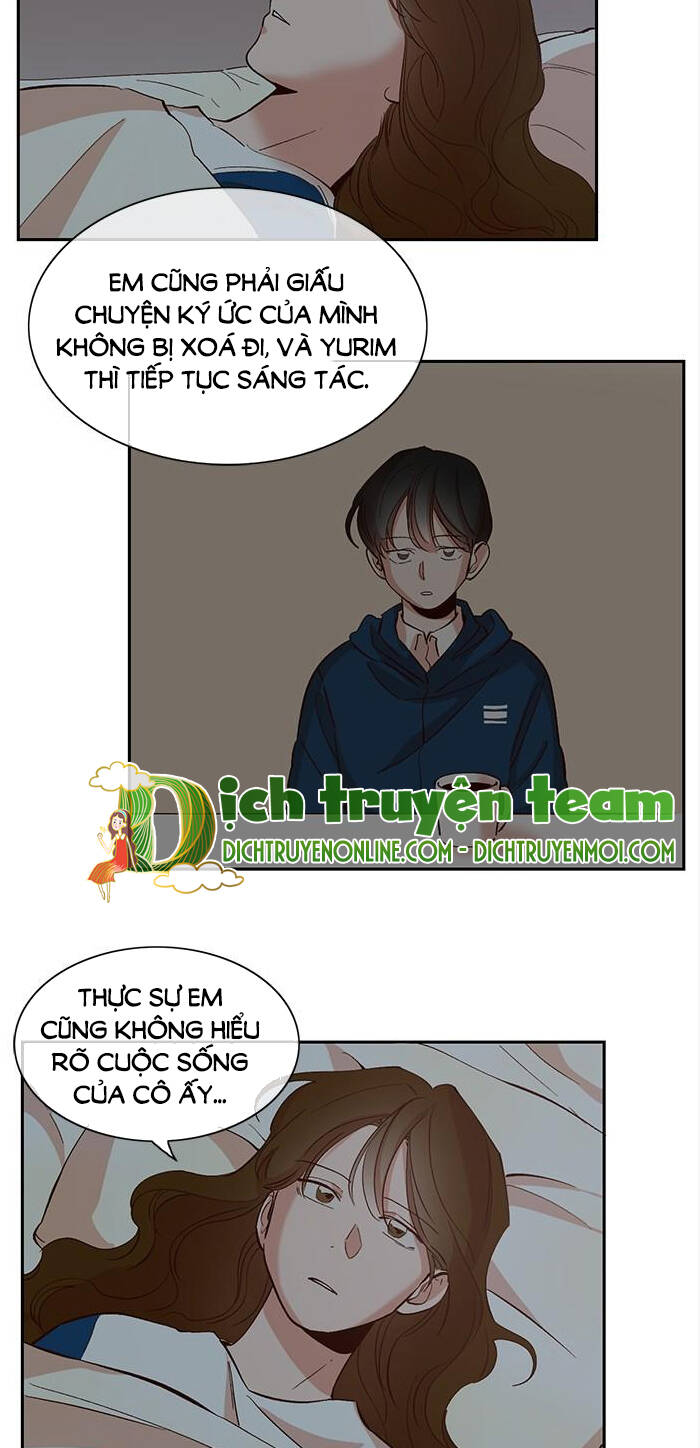 EM CŨNG PHẢI GIẤU
CHUYỆN KÝ ỨC CỦA MÌNH
KHÔNG BỊ XOÁ ĐI, VÀ YURIM
THÌ TIẾP TỤC SÁNG TÁC.
Dịch truyện team
DICHTRUYENONLINE.COM - DICHTRUYENMOI.COM
THỰC SỰ EM
CŨNG KHÔNG HIỂU
RÕ CUỘC SỐNG
CỦA CÔ ẤY...